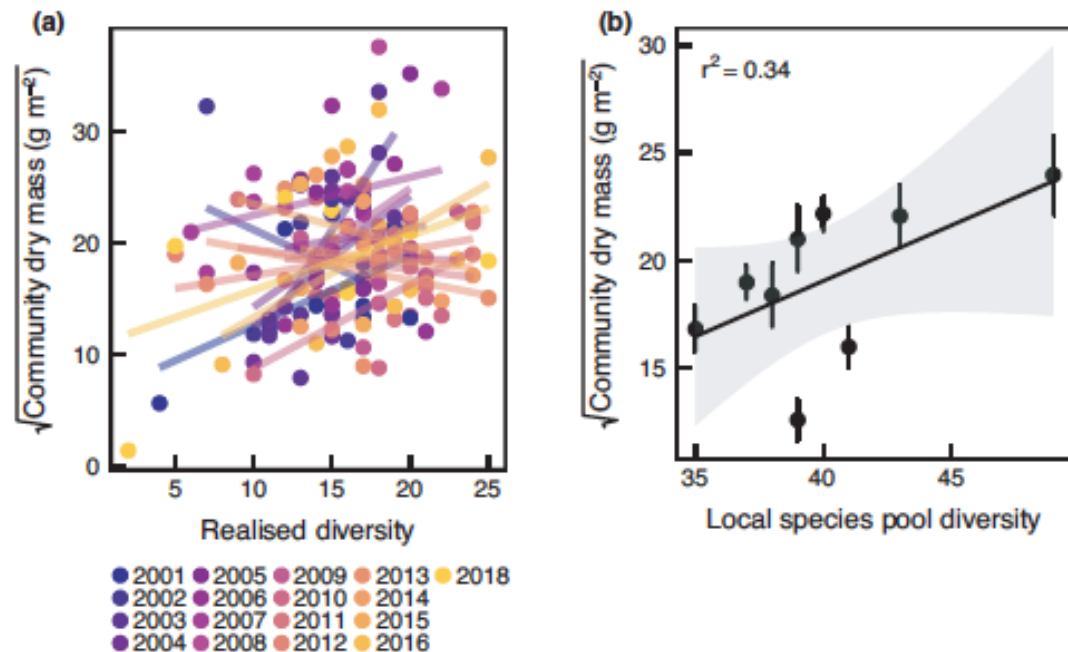 (a)
√Community dry mass (g m⁻²)
30
20
10
0
5 10 15 20 25
Realised diversity
2001 2005 2009 2013 2018
2002 2006 2010 2014
2003 2007 2011 2015
2004 2008 2012 2016
(b)
√Community dry mass (g m⁻²)
r² = 0.34
30
25
20
15
35 40 45
Local species pool diversity